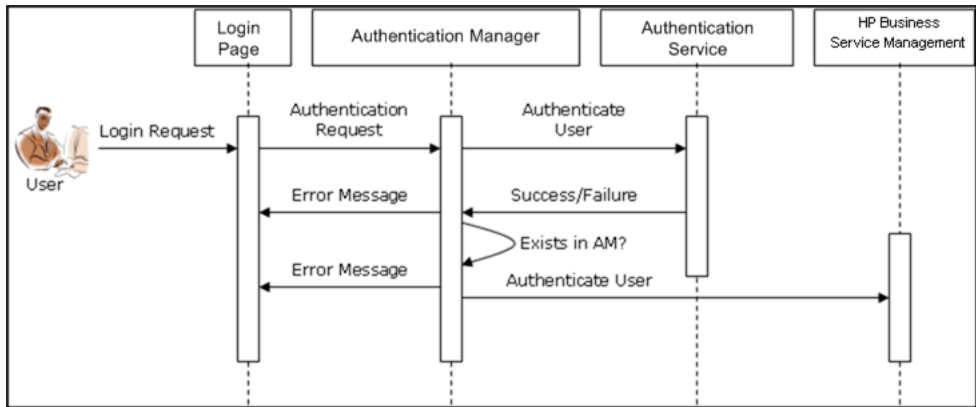 Login
Page
Authentication Manager
Authentication
Service
HP Business
Service Management
User
Login Request
Authentication
Request
Authenticate
User
Error Message
Success/Failure
Exists in AM?
Error Message
Authenticate User